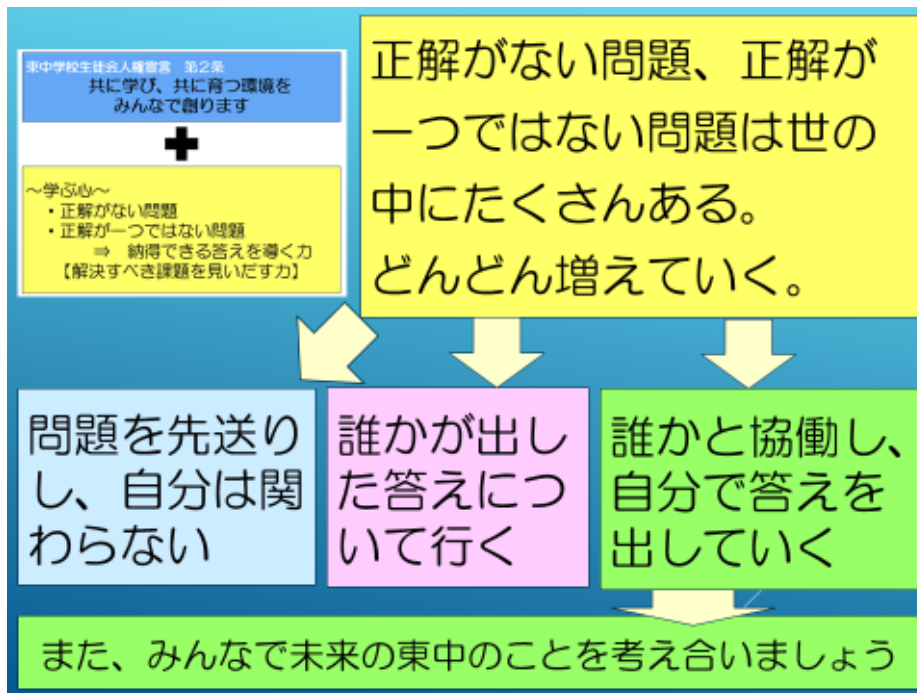 東中学校生徒会人権宣言　第2条
共に学び、共に育つ環境を
みんなで創ります
～学ぶ心～
・正解がない問題
・正解が一つではない問題
⇒　納得できる答えを導く力
【解決すべき課題を見いだす力】
正解がない問題、正解が
一つではない問題は世の
中にたくさんある。
どんどん増えていく。
問題を先送り
し、自分は関
わらない
誰かが出し
た答えにつ
いて行く
誰かと協働し、
自分で答えを
出していく
また、みんなで未来の東中のことを考え合いましょう